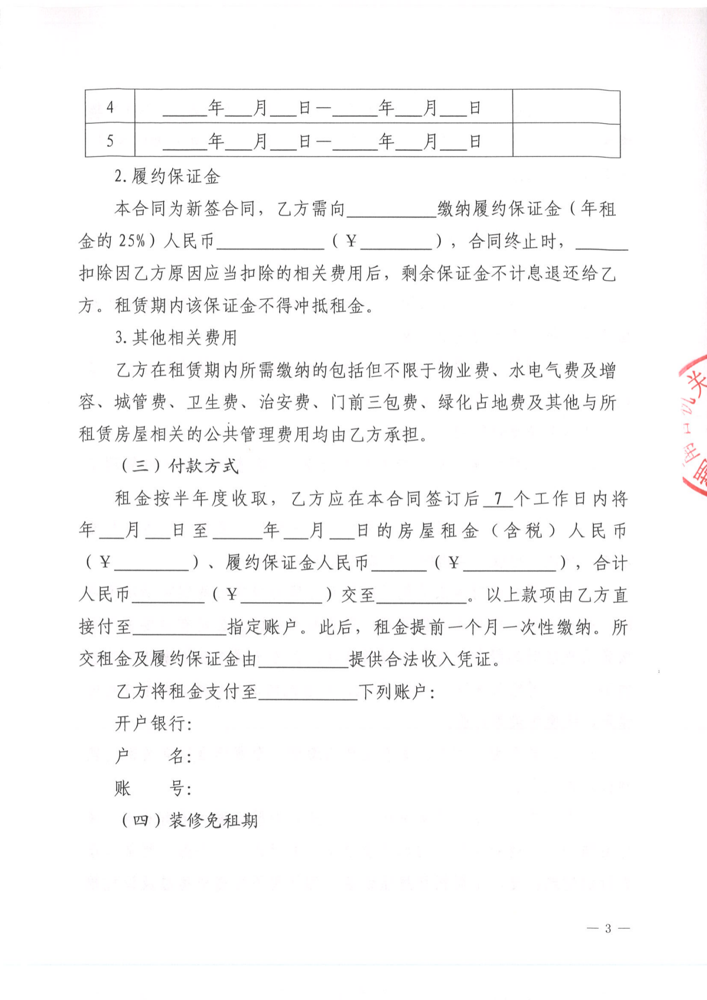 4 ______年___月___日—______年___月___日
5 ______年___月___日—______年___月___日
2.履约保证金
本合同为新签合同，乙方需向__________缴纳履约保证金（年租
金的25%）人民币____________（￥________），合同终止时，______
扣除因乙方原因应当扣除的相关费用后，剩余保证金不计息退还给乙
方。租赁期内该保证金不得冲抵租金。
3.其他相关费用
乙方在租赁期内所需缴纳的包括但不限于物业费、水电气费及增
容、城管费、卫生费、治安费、门前三包费、绿化占地费及其他与所
租赁房屋相关的公共管理费用均由乙方承担。
（三）付款方式
租金按半年度收取，乙方应在本合同签订后 7 个工作日内将
年___月___日至______年___月___日的房屋租金（含税）人民币
（￥________）、履约保证金人民币______（￥__________），合计
人民币________（￥_________）交至__________。以上款项由乙方直
接付至__________指定账户。此后，租金提前一个月一次性缴纳。所
交租金及履约保证金由__________提供合法收入凭证。
乙方将租金支付至___________下列账户：
开户银行：
户　　名：
账　　号：
（四）装修免租期
— 3 —
关